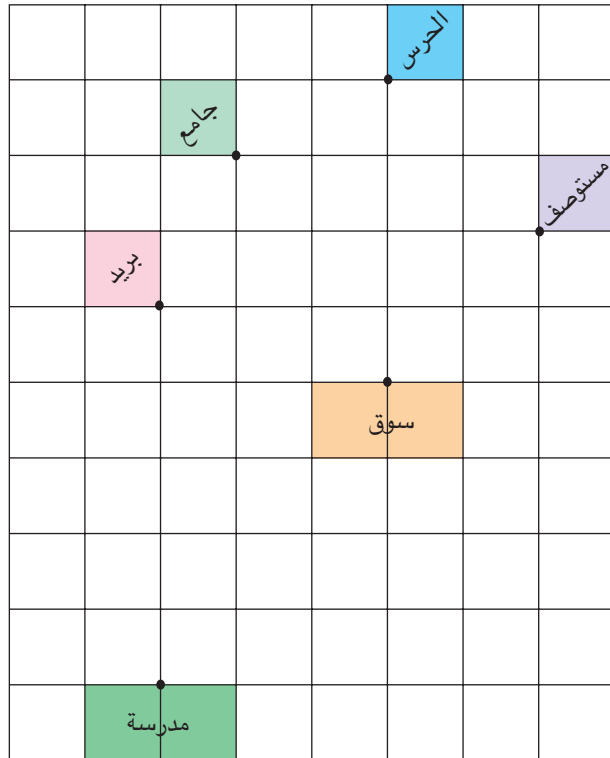 الحرس
جامع
مستوصف
بريد
سوق
مدرسة